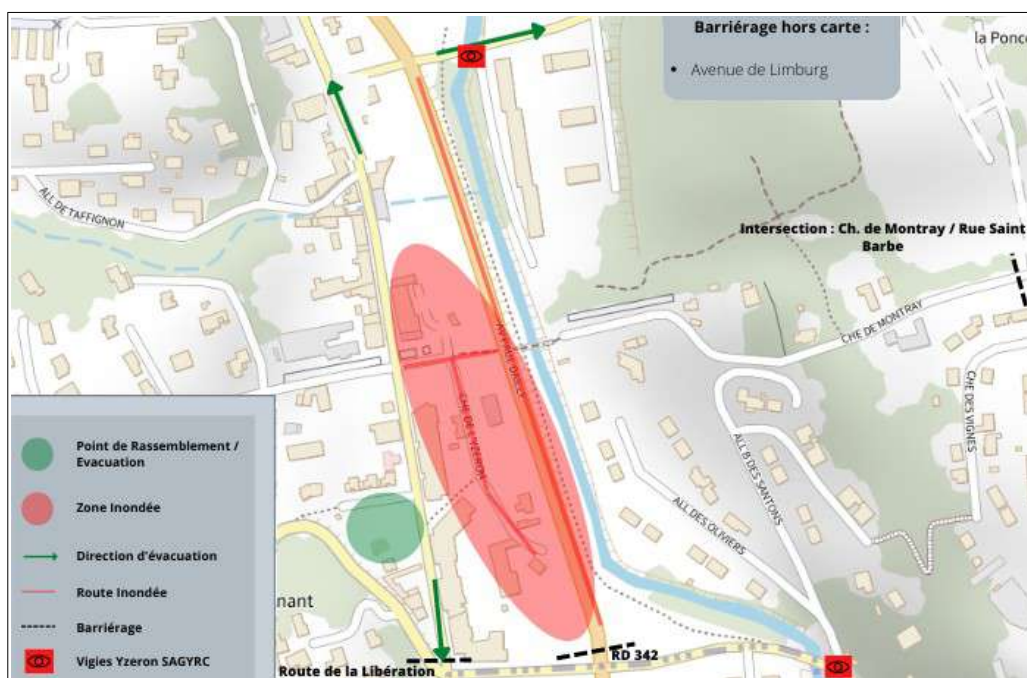 Barriérage hors carte :
• Avenue de Limburg
la Ponce
ALL DE TAFFIGNON
Intersection : Ch. de Montray / Rue Saint
Barbe
CHE DE MONTRAY
CHE DE L'YZERON
CHE DES VIGNES
ALL B DES SANTONS
ALL DES OLIVIERS
Point de Rassemblement /
Evacuation
Zone Inondée
Direction d'évacuation
Route Inondée
Barriérage
Vigies Yzeron SAGYRC
nant
Route de la Libération
RD 342